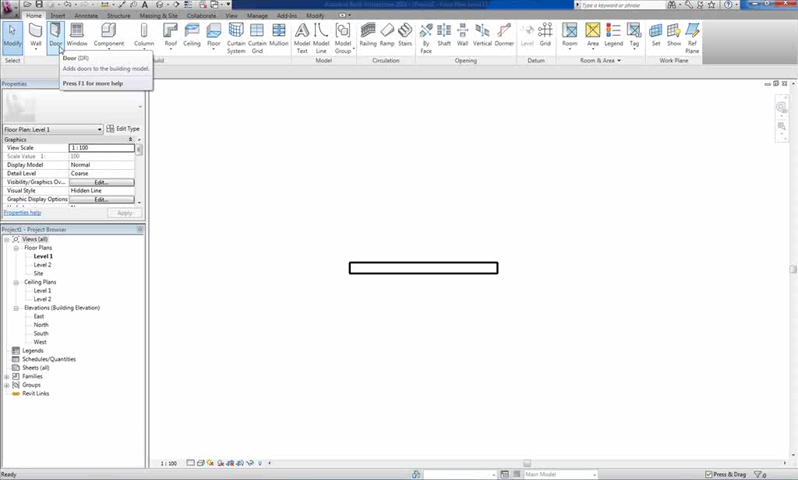 Home Insert Annotate Structure Massing & Site Collaborate View Manage Add-Ins Modify
Type a keyword or phrase
Modify Wall Door Window Component Column Roof Ceiling Floor Curtain System Curtain Grid Mullion Model Text Model Line Model Group Railing Ramp Stairs By Face Shaft Wall Vertical Dormer Level Grid Room Area Legend Tag Set Show Ref Plane
Select Build Model Circulation Opening Datum Room & Area Work Plane
Door (DR)
Adds doors to the building model.
Press F1 for more help
Properties
Floor Plan: Level 1 Edit Type
Graphics
View Scale 1 : 100
Scale Value 1: 100
Display Model Normal
Detail Level Coarse
Visibility/Graphics Ov... Edit...
Visual Style Hidden Line
Graphic Display Options Edit...
Properties help Apply
Project1 - Project Browser
Views (all)
Floor Plans
Level 1
Level 2
Site
Ceiling Plans
Level 1
Level 2
Elevations (Building Elevation)
East
North
South
West
Legends
Schedules/Quantities
Sheets (all)
Families
Groups
Revit Links
1 : 100
Ready
Main Model
Press & Drag